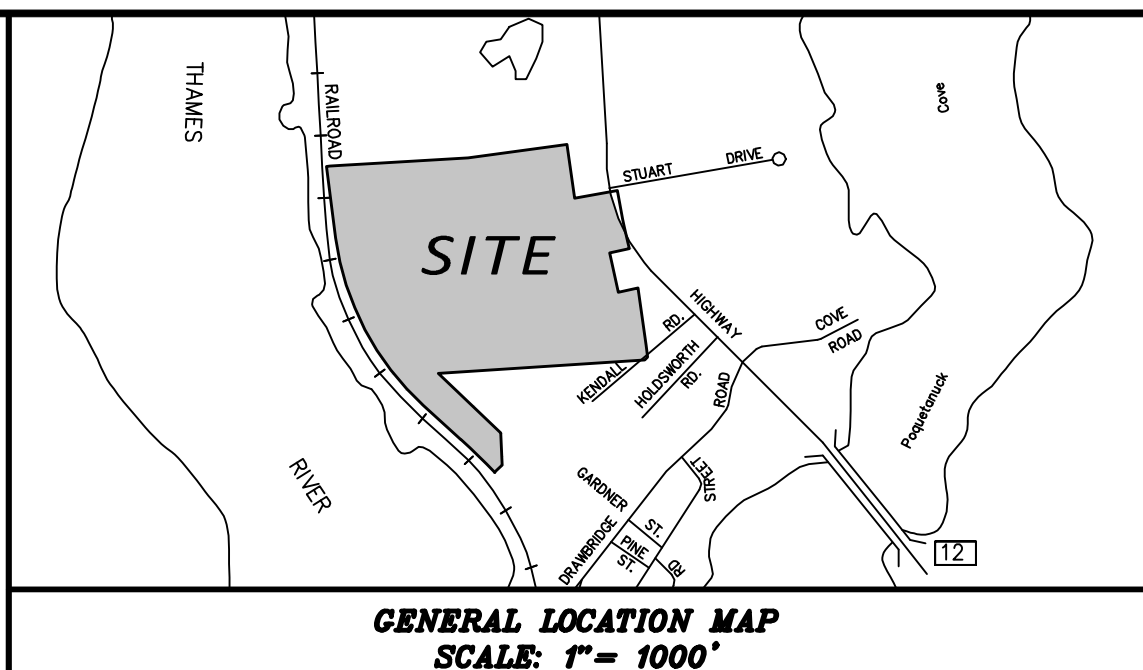 THAMES
RAILROAD
Cove
STUART DRIVE
SITE
HIGHWAY
KENDALL RD.
HOLDSWORTH RD.
COVE ROAD
ROAD
Poquetanuck
RIVER
STREET
GARDNER ST.
DRAWBRIDGE
PINE ST.
RD
12
GENERAL LOCATION MAP
SCALE: 1"= 1000'